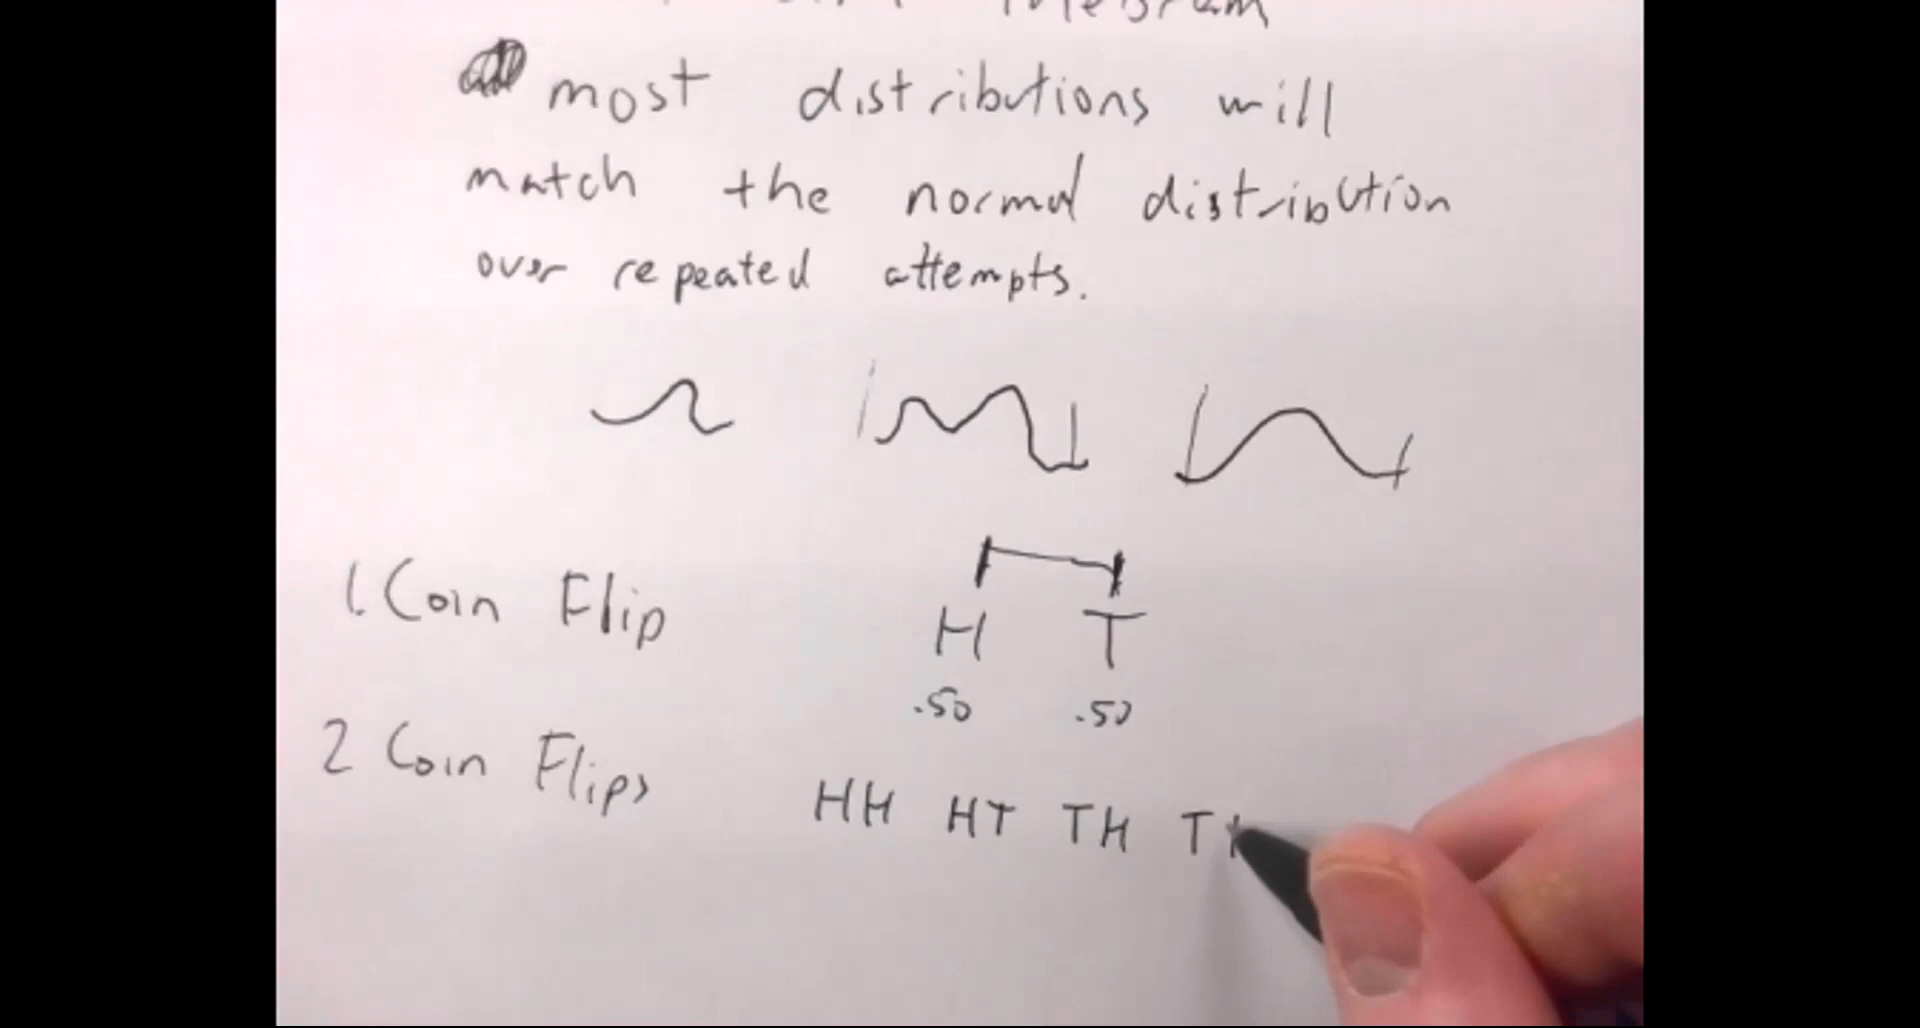 most distributions will
match the normal distribution
over repeated attempts.
1. Coin Flip
H T
.50 .50
2 Coin Flips
HH HT TH T